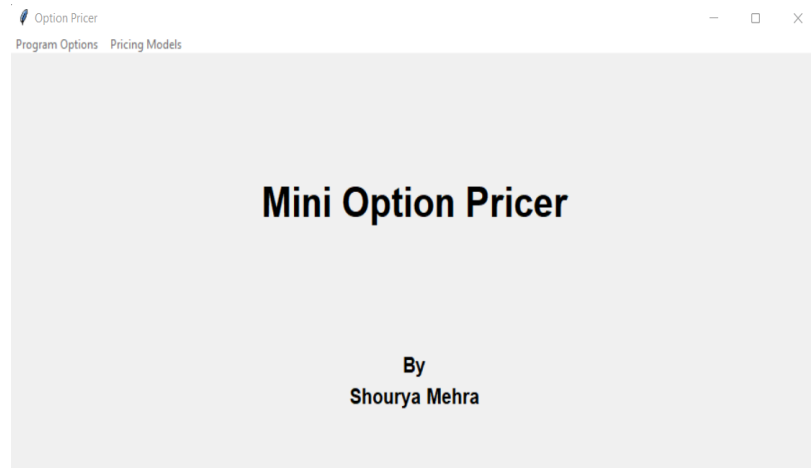 Option Pricer
Program Options Pricing Models
Mini Option Pricer
By
Shourya Mehra